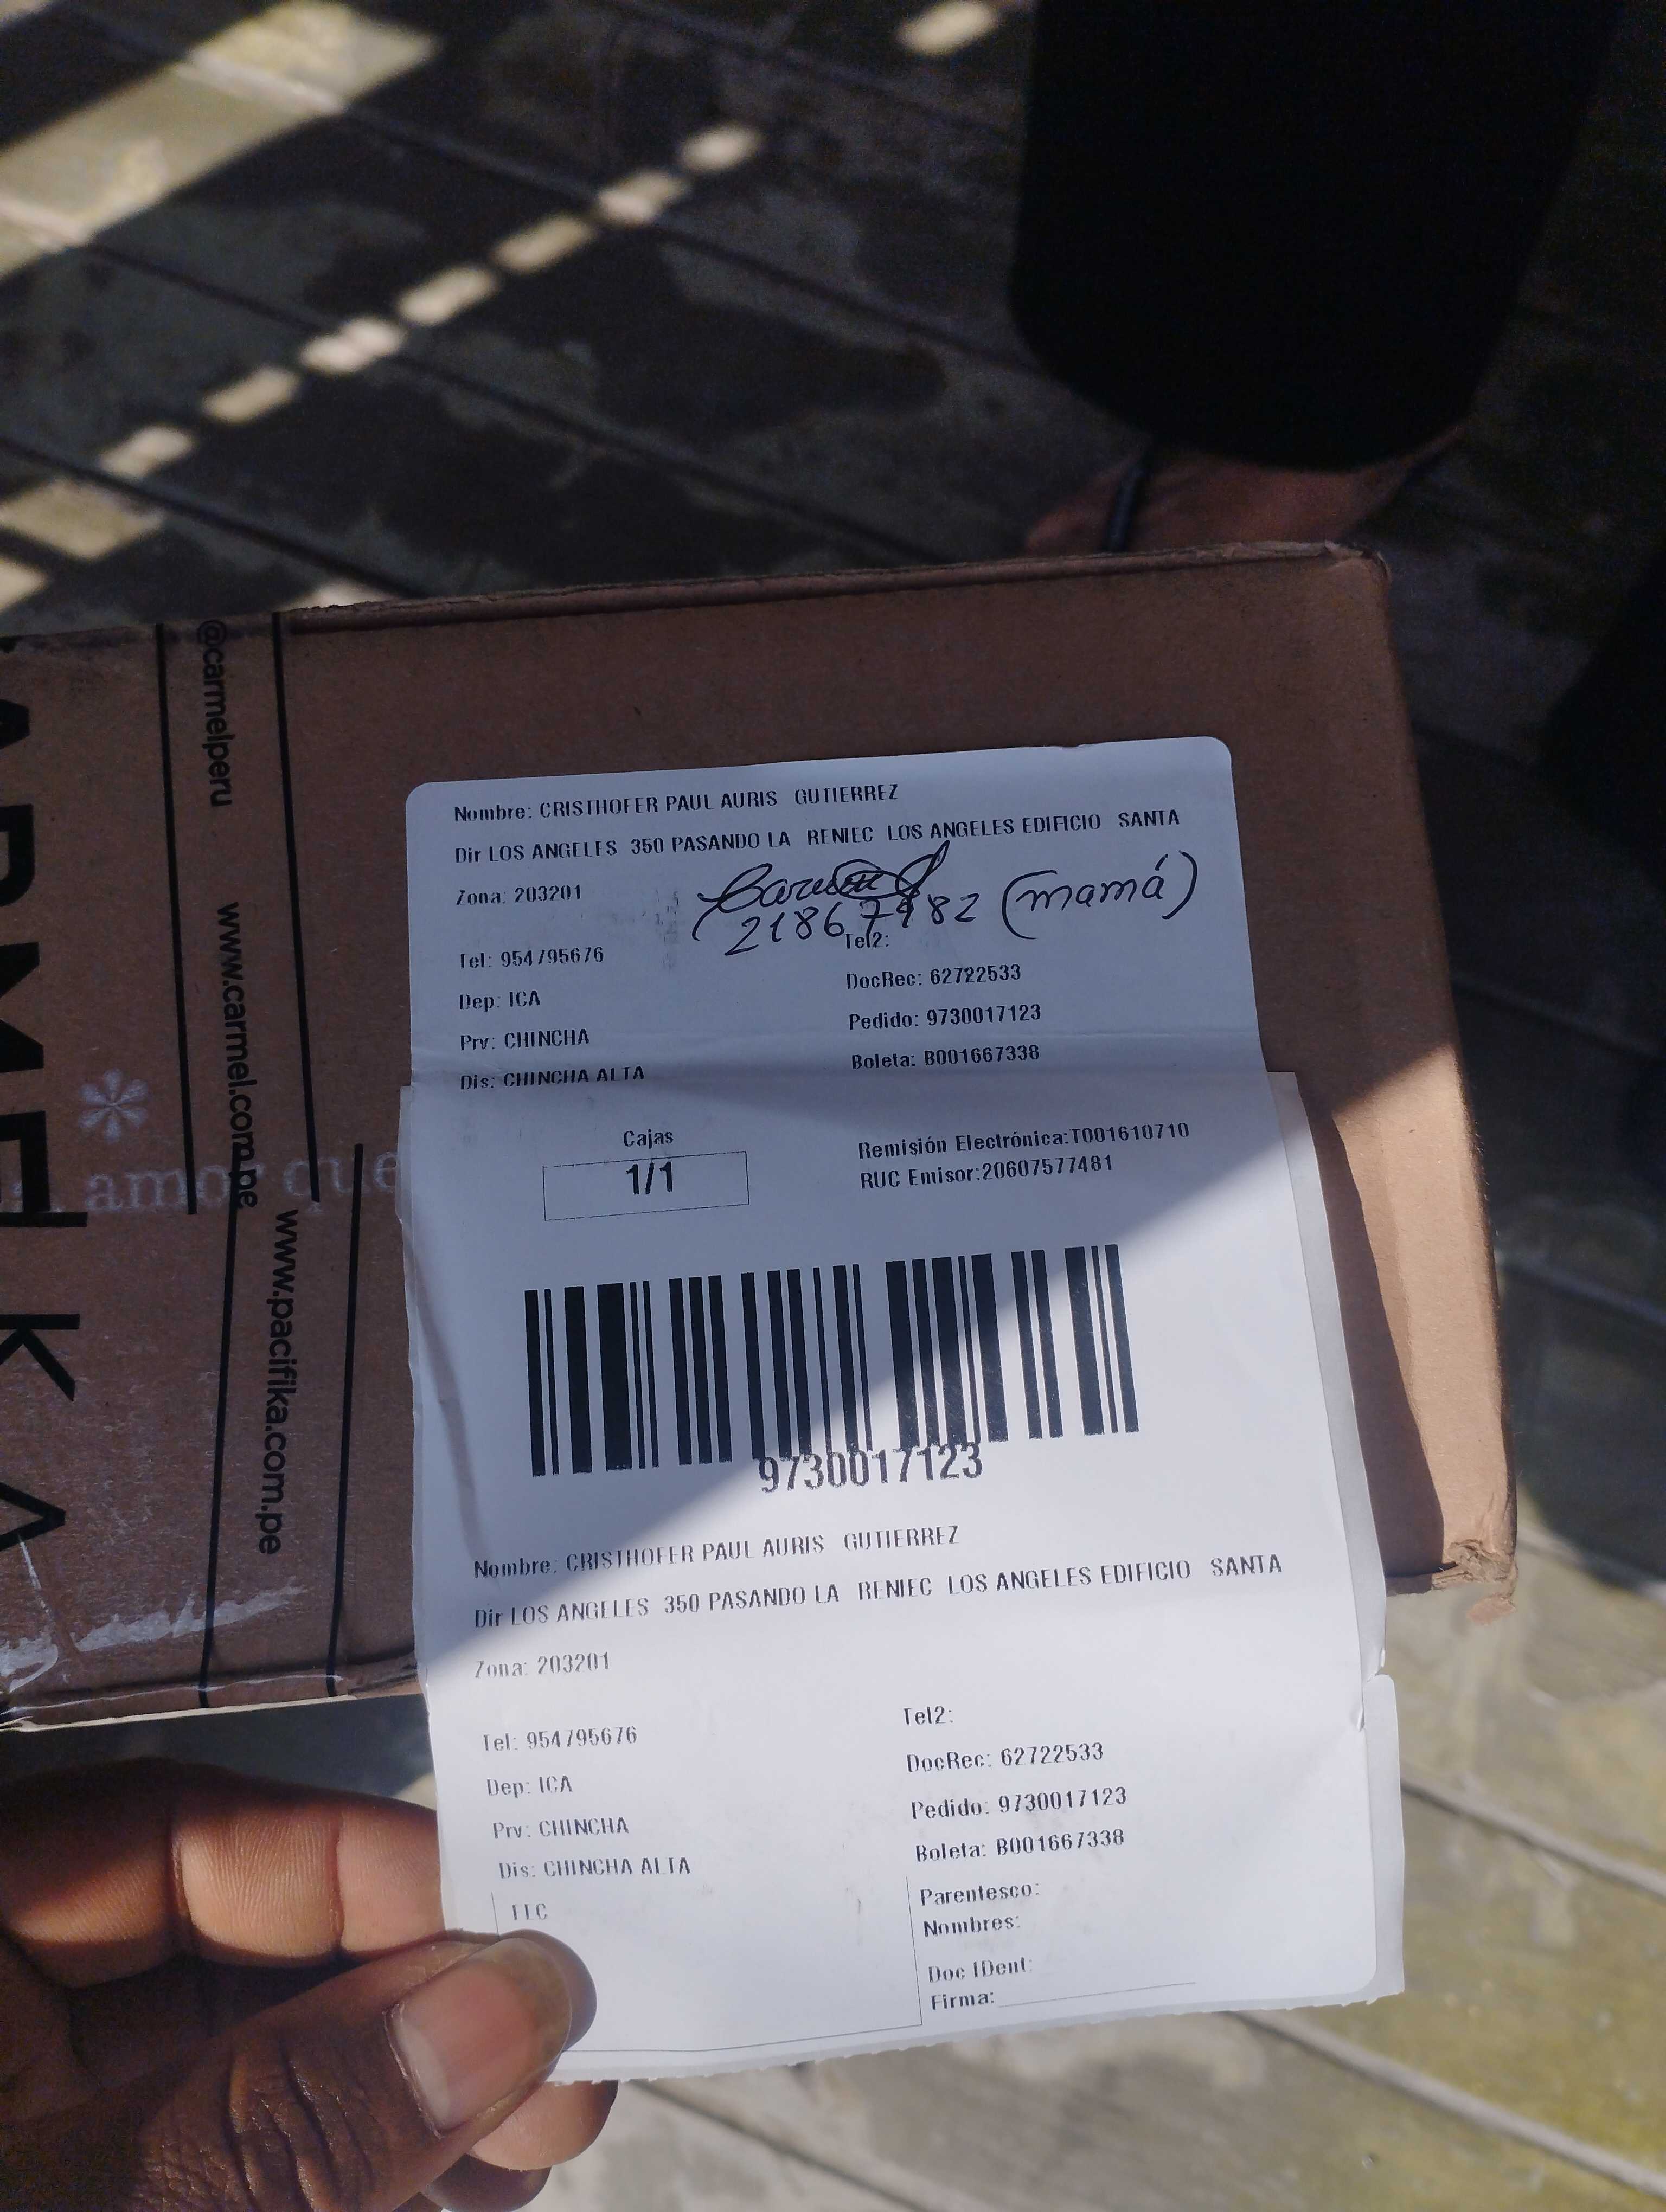 @carmelperu
www.carmel.com.pe
www.pacifika.com.pe
amor que
Nombre: CRISTHOFER PAUL AURIS GUTIERREZ
Dir LOS ANGELES 350 PASANDO LA RENIEC LOS ANGELES EDIFICIO SANTA
Zona: 203201
21867982 (mamá)
Tel: 954795676
Tel2:
Dep: ICA
DocRec: 62722533
Prv: CHINCHA
Pedido: 9730017123
Dis: CHINCHA ALTA
Boleta: B001667338
Cajas
1/1
Remisión Electrónica:T001610710
RUC Emisor:20607577481
9730017123
Nombre: CRISTHOFER PAUL AURIS GUTIERREZ
Dir LOS ANGELES 350 PASANDO LA RENIEC LOS ANGELES EDIFICIO SANTA
Zona: 203201
Tel: 954795676
Tel2:
Dep: ICA
DocRec: 62722533
Prv: CHINCHA
Pedido: 9730017123
Dis: CHINCHA ALTA
Boleta: B001667338
Parentesco:
Nombres:
Doc iDent:
Firma: